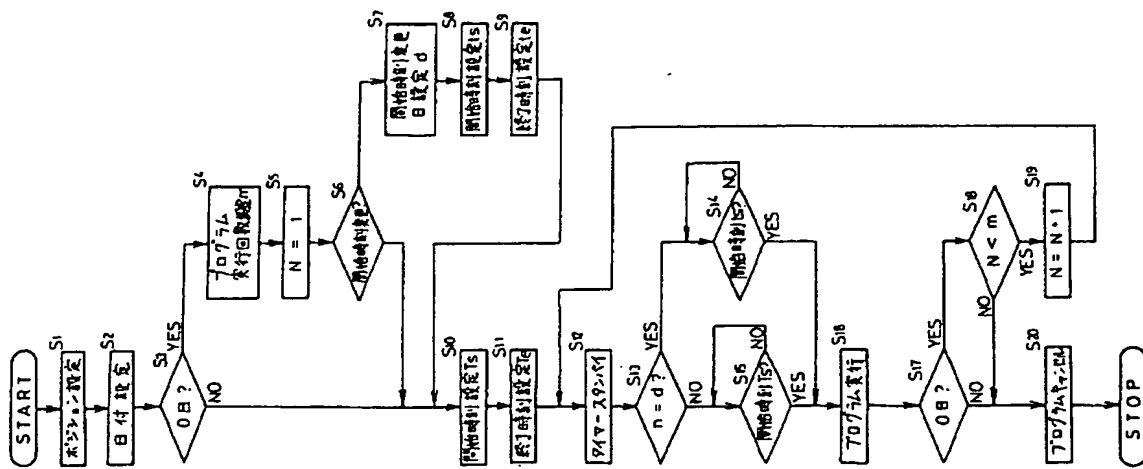 START
S1
ポジション設定
S2
日付設定
S3
0日?
YES
NO
S4
プログラム
実行回数設定m
S5
N = 1
S6
開始時刻変更?
S7
開始時刻変更
日設定 d
S8
開始時刻設定ts
S9
終了時刻設定te
S10
開始時刻設定Ts
S11
終了時刻設定Te
S12
タイマースタンバイ
S13
n = d ?
YES
NO
S14
開始時刻ts?
NO
YES
S15
開始時刻Ts?
NO
YES
S18
プログラム実行
S17
0日?
YES
NO
S18
N < m
NO
YES
S19
N = N + 1
S20
プログラムキャンセル
STOP